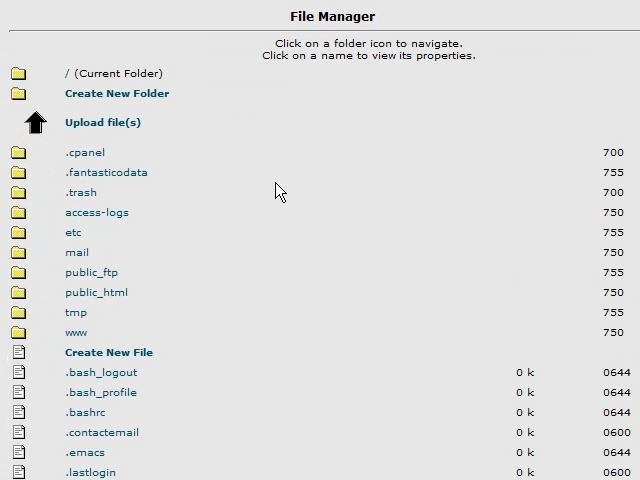 File Manager
Click on a folder icon to navigate.
Click on a name to view its properties.
/ (Current Folder)
Create New Folder
Upload file(s)
.cpanel 700
.fantasticodata 755
.trash 700
access-logs 750
etc 755
mail 750
public_ftp 755
public_html 750
tmp 755
www 750
Create New File
.bash_logout 0 k 0644
.bash_profile 0 k 0644
.bashrc 0 k 0644
.contactemail 0 k 0600
.emacs 0 k 0644
.lastlogin 0 k 0600